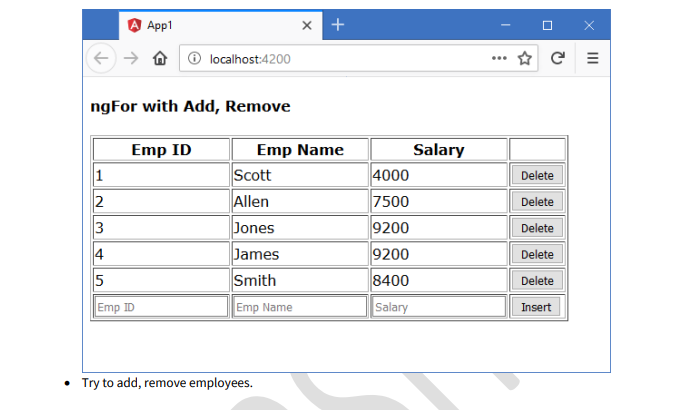 App1
localhost:4200
ngFor with Add, Remove
Emp ID Emp Name Salary
1 Scott 4000 Delete
2 Allen 7500 Delete
3 Jones 9200 Delete
4 James 9200 Delete
5 Smith 8400 Delete
Emp ID Emp Name Salary Insert
• Try to add, remove employees.